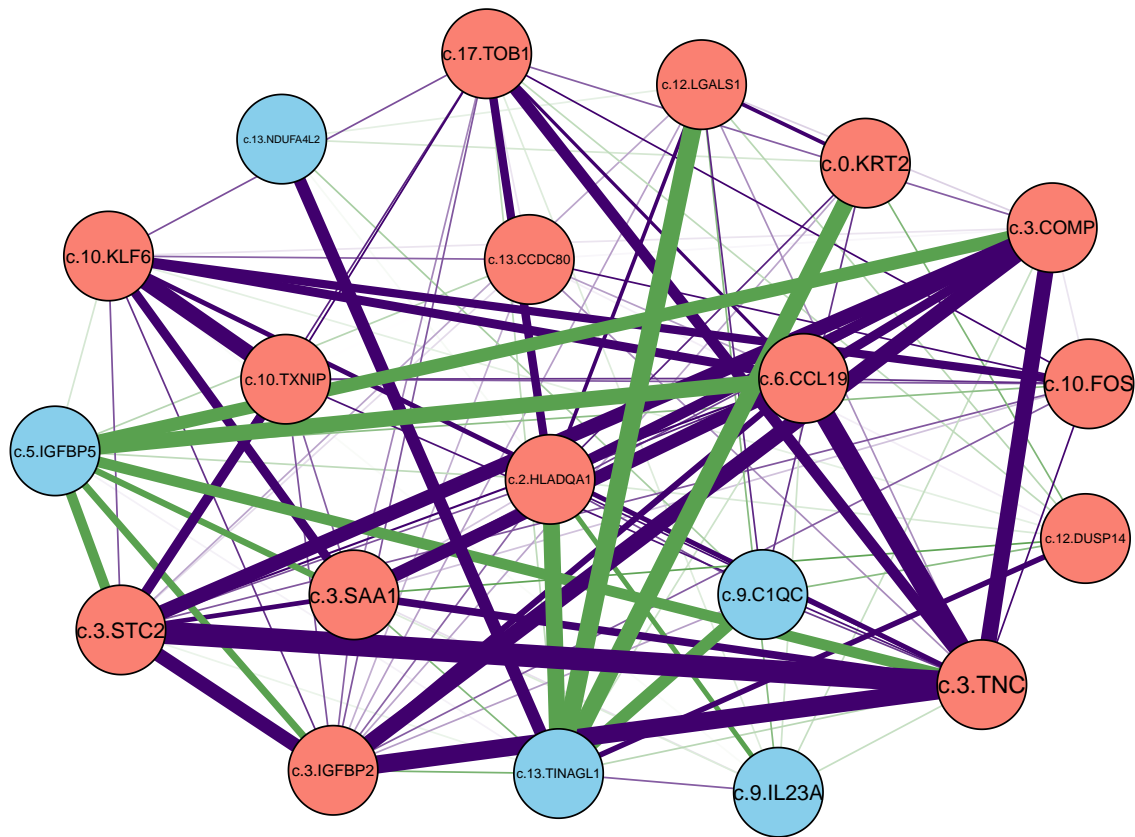 c.17.TOB1
c.12.LGALS1
c.13.NDUFA4L2
c.0.KRT2
c.3.COMP
c.10.KLF6
c.13.CCDC80
c.10.TXNIP
c.6.CCL19
c.10.FOS
c.5.IGFBP5
c.2.HLADQA1
c.12.DUSP14
c.3.SAA1
c.9.C1QC
c.3.STC2
c.3.TNC
c.3.IGFBP2
c.13.TINAGL1
c.9.IL23A